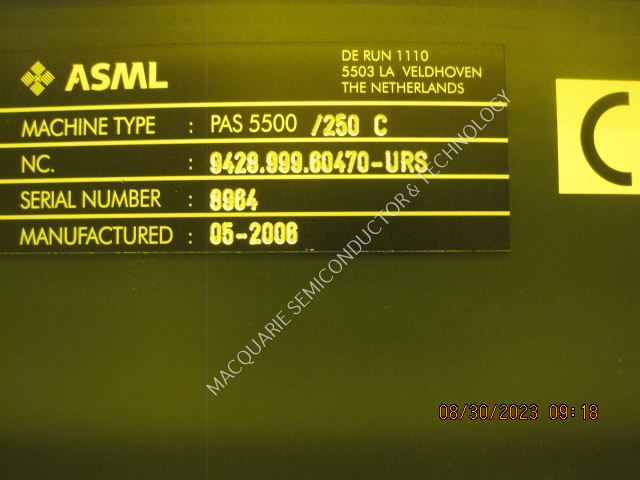 ASML
DE RUN 1110
5503 LA VELDHOVEN
THE NETHERLANDS
MACHINE TYPE : PAS 5500 /250 C
NC. : 9428.999.60470-URS
SERIAL NUMBER : 8964
MANUFACTURED : 05-2006
C
MACQUARIE SEMICONDUCTOR & TECHNOLOGY
08/30/2023 09:18